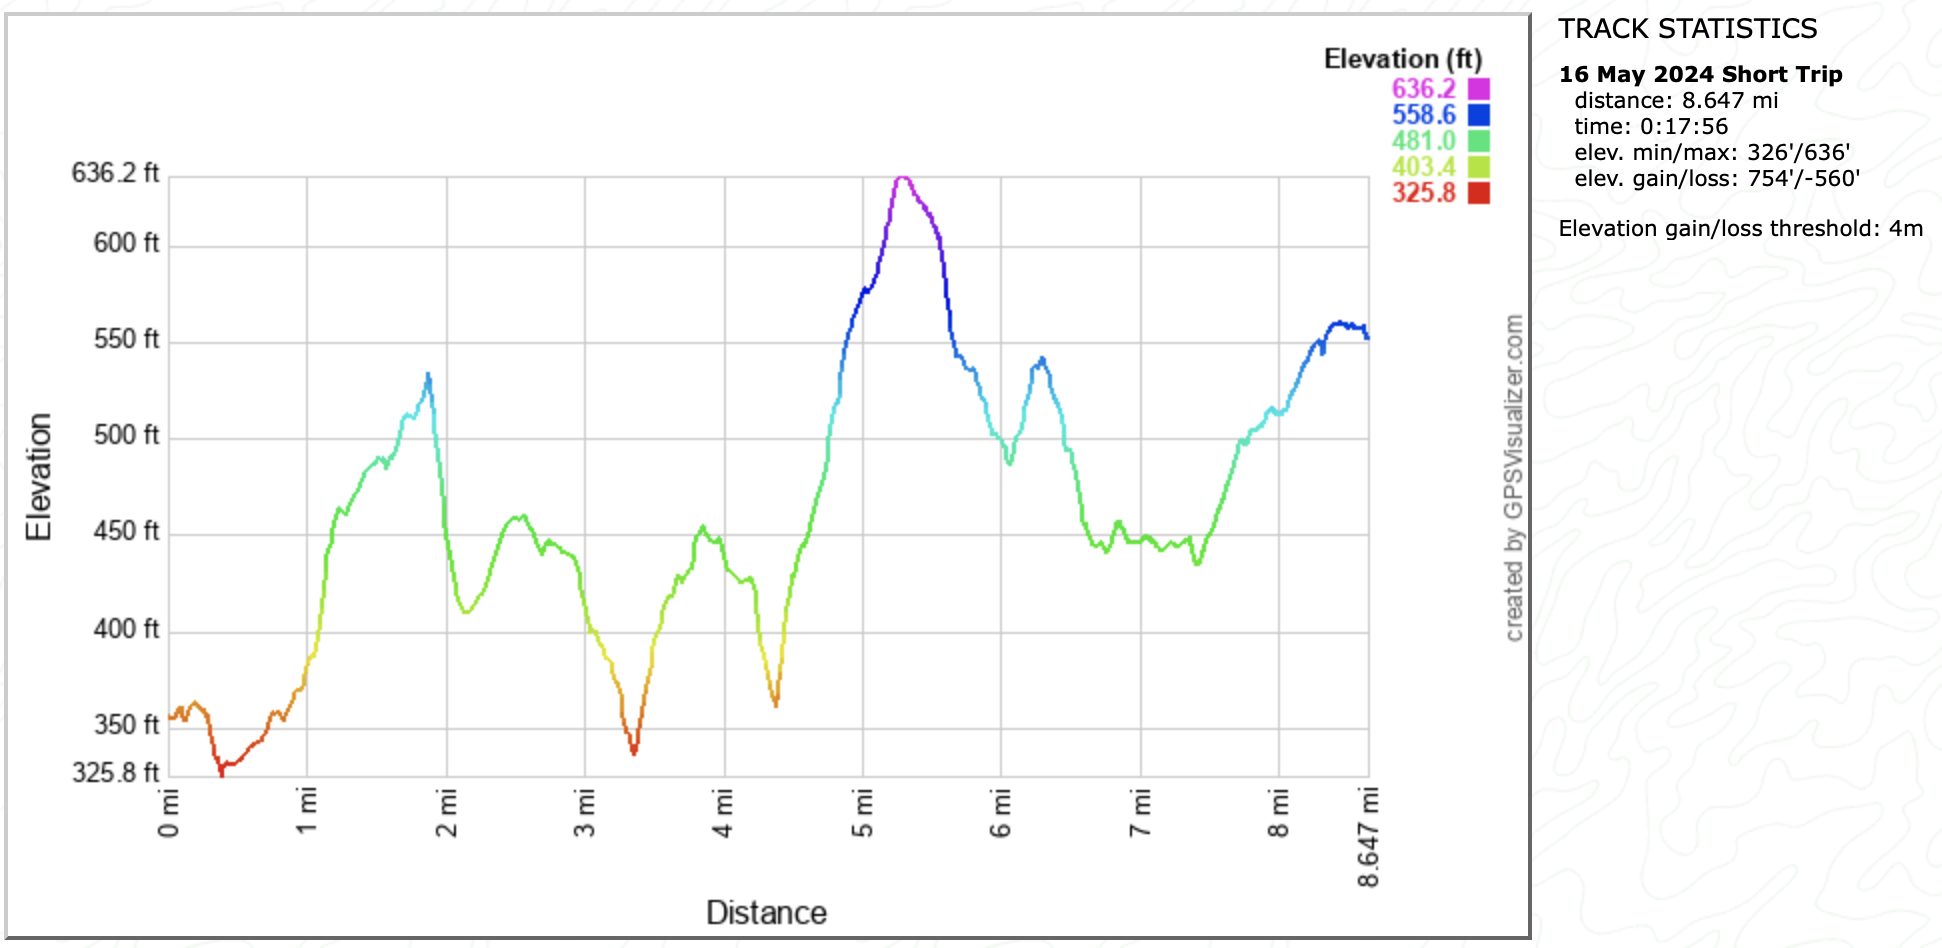 Elevation (ft)
636.2
558.6
481.0
403.4
325.8
636.2 ft
600 ft
550 ft
500 ft
450 ft
400 ft
350 ft
325.8 ft
Elevation
0 mi
1 mi
2 mi
3 mi
4 mi
5 mi
6 mi
7 mi
8 mi
8.647 mi
Distance
created by GPSVisualizer.com
TRACK STATISTICS
16 May 2024 Short Trip
distance: 8.647 mi
time: 0:17:56
elev. min/max: 326'/636'
elev. gain/loss: 754'/-560'
Elevation gain/loss threshold: 4m